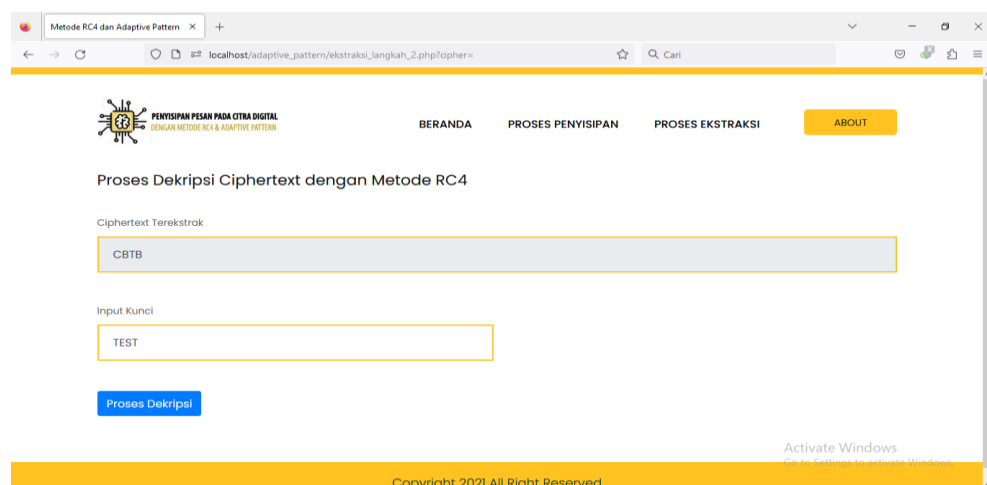 Metode RC4 dan Adaptive Pattern
localhost/adaptive_pattern/ekstraksi_langkah_2.php?cipher=
Cari
PENYISIPAN PESAN PADA CITRA DIGITAL
DENGAN METODE RC4 & ADAPTIVE PATTERN
BERANDA PROSES PENYISIPAN PROSES EKSTRAKSI ABOUT
Proses Dekripsi Ciphertext dengan Metode RC4
Ciphertext Terekstrak
CBTB
Input Kunci
TEST
Proses Dekripsi
Activate Windows
Go to Settings to activate Windows.
Copyright 2021 All Right Reserved